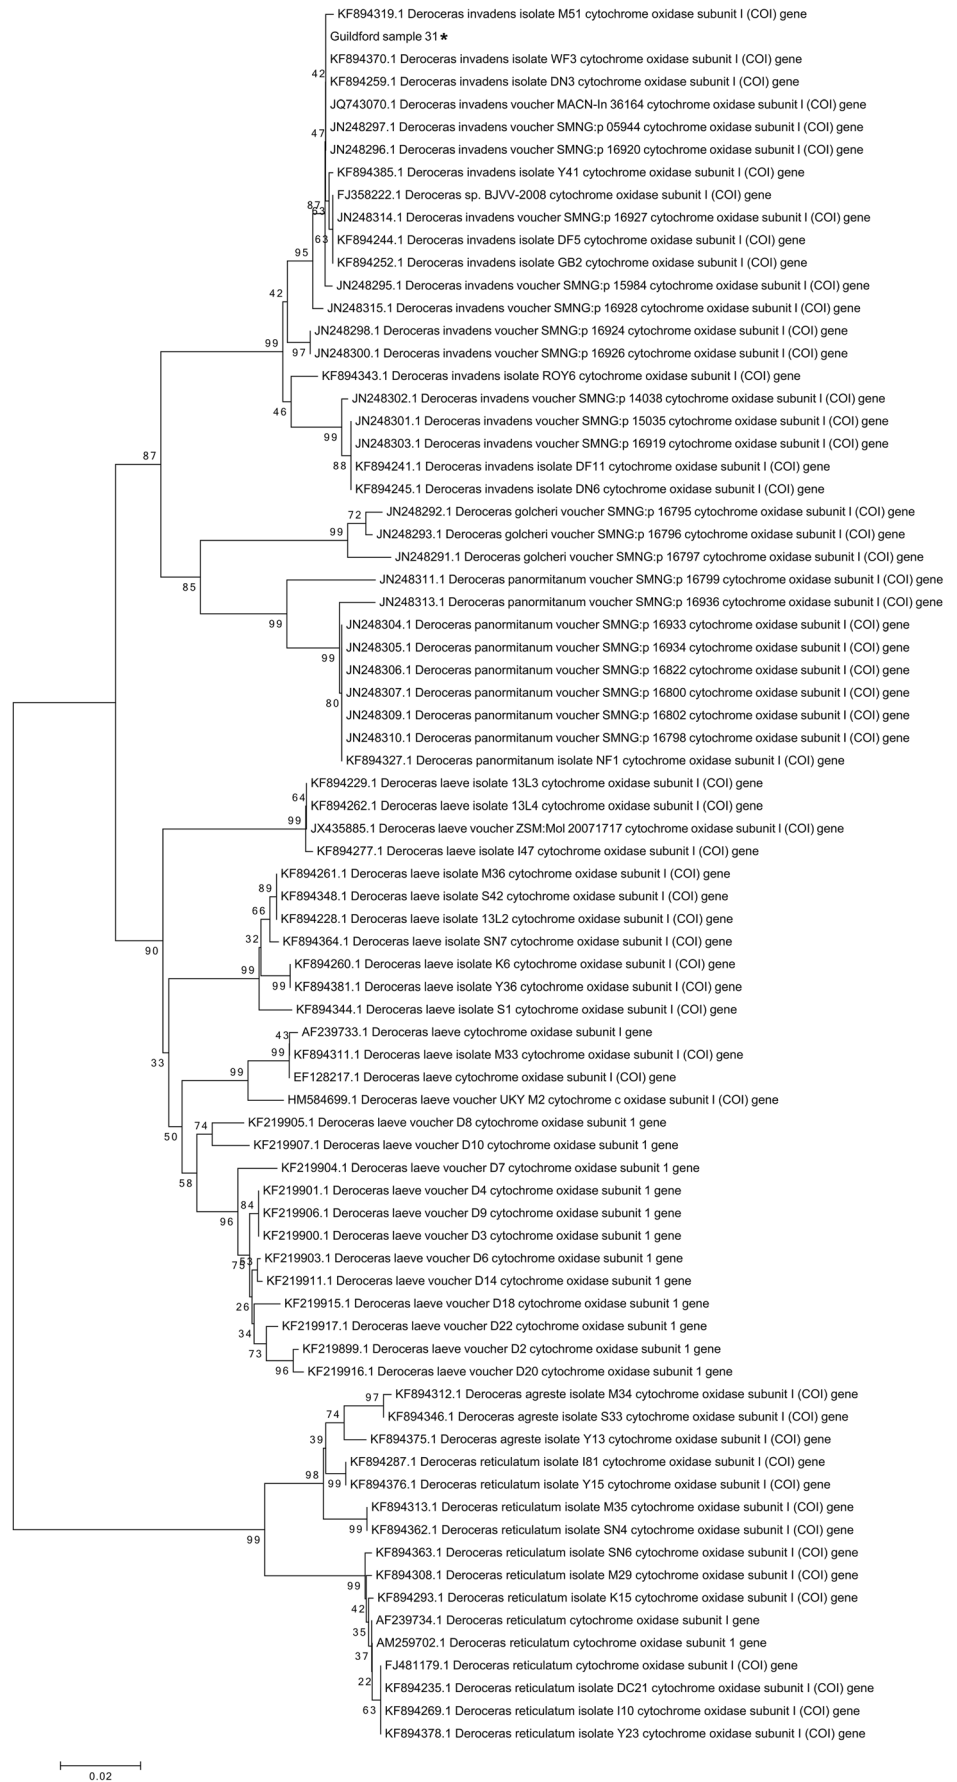 KF894319.1 Deroceras invadens isolate M51 cytochrome oxidase subunit I (COI) gene
Guildford sample 31*
KF894370.1 Deroceras invadens isolate WF3 cytochrome oxidase subunit I (COI) gene
42
KF894259.1 Deroceras invadens isolate DN3 cytochrome oxidase subunit I (COI) gene
JQ743070.1 Deroceras invadens voucher MACN-In 36164 cytochrome oxidase subunit I (COI) gene
JN248297.1 Deroceras invadens voucher SMNG:p 05944 cytochrome oxidase subunit I (COI) gene
47
JN248296.1 Deroceras invadens voucher SMNG:p 16920 cytochrome oxidase subunit I (COI) gene
KF894385.1 Deroceras invadens isolate Y41 cytochrome oxidase subunit I (COI) gene
FJ358222.1 Deroceras sp. BJVV-2008 cytochrome oxidase subunit I (COI) gene
87
63
JN248314.1 Deroceras invadens voucher SMNG:p 16927 cytochrome oxidase subunit I (COI) gene
63
KF894244.1 Deroceras invadens isolate DF5 cytochrome oxidase subunit I (COI) gene
95
KF894252.1 Deroceras invadens isolate GB2 cytochrome oxidase subunit I (COI) gene
JN248295.1 Deroceras invadens voucher SMNG:p 15984 cytochrome oxidase subunit I (COI) gene
42
JN248315.1 Deroceras invadens voucher SMNG:p 16928 cytochrome oxidase subunit I (COI) gene
JN248298.1 Deroceras invadens voucher SMNG:p 16924 cytochrome oxidase subunit I (COI) gene
99
97
JN248300.1 Deroceras invadens voucher SMNG:p 16926 cytochrome oxidase subunit I (COI) gene
KF894343.1 Deroceras invadens isolate ROY6 cytochrome oxidase subunit I (COI) gene
JN248302.1 Deroceras invadens voucher SMNG:p 14038 cytochrome oxidase subunit I (COI) gene
46
JN248301.1 Deroceras invadens voucher SMNG:p 15035 cytochrome oxidase subunit I (COI) gene
99
JN248303.1 Deroceras invadens voucher SMNG:p 16919 cytochrome oxidase subunit I (COI) gene
87
88
KF894241.1 Deroceras invadens isolate DF11 cytochrome oxidase subunit I (COI) gene
KF894245.1 Deroceras invadens isolate DN6 cytochrome oxidase subunit I (COI) gene
72
JN248292.1 Deroceras golcheri voucher SMNG:p 16795 cytochrome oxidase subunit I (COI) gene
99
JN248293.1 Deroceras golcheri voucher SMNG:p 16796 cytochrome oxidase subunit I (COI) gene
JN248291.1 Deroceras golcheri voucher SMNG:p 16797 cytochrome oxidase subunit I (COI) gene
85
JN248311.1 Deroceras panormitanum voucher SMNG:p 16799 cytochrome oxidase subunit I (COI) gene
JN248313.1 Deroceras panormitanum voucher SMNG:p 16936 cytochrome oxidase subunit I (COI) gene
99
JN248304.1 Deroceras panormitanum voucher SMNG:p 16933 cytochrome oxidase subunit I (COI) gene
99
JN248305.1 Deroceras panormitanum voucher SMNG:p 16934 cytochrome oxidase subunit I (COI) gene
JN248306.1 Deroceras panormitanum voucher SMNG:p 16822 cytochrome oxidase subunit I (COI) gene
JN248307.1 Deroceras panormitanum voucher SMNG:p 16800 cytochrome oxidase subunit I (COI) gene
80
JN248309.1 Deroceras panormitanum voucher SMNG:p 16802 cytochrome oxidase subunit I (COI) gene
JN248310.1 Deroceras panormitanum voucher SMNG:p 16798 cytochrome oxidase subunit I (COI) gene
KF894327.1 Deroceras panormitanum isolate NF1 cytochrome oxidase subunit I (COI) gene
KF894229.1 Deroceras laeve isolate 13L3 cytochrome oxidase subunit I (COI) gene
64
KF894262.1 Deroceras laeve isolate 13L4 cytochrome oxidase subunit I (COI) gene
99
JX435885.1 Deroceras laeve voucher ZSM:Mol 20071717 cytochrome oxidase subunit I (COI) gene
KF894277.1 Deroceras laeve isolate I47 cytochrome oxidase subunit I (COI) gene
KF894261.1 Deroceras laeve isolate M36 cytochrome oxidase subunit I (COI) gene
89
KF894348.1 Deroceras laeve isolate S42 cytochrome oxidase subunit I (COI) gene
66
KF894228.1 Deroceras laeve isolate 13L2 cytochrome oxidase subunit I (COI) gene
32
KF894364.1 Deroceras laeve isolate SN7 cytochrome oxidase subunit I (COI) gene
90
KF894260.1 Deroceras laeve isolate K6 cytochrome oxidase subunit I (COI) gene
99
99
KF894381.1 Deroceras laeve isolate Y36 cytochrome oxidase subunit I (COI) gene
KF894344.1 Deroceras laeve isolate S1 cytochrome oxidase subunit I (COI) gene
43
AF239733.1 Deroceras laeve cytochrome oxidase subunit I gene
99
KF894311.1 Deroceras laeve isolate M33 cytochrome oxidase subunit I (COI) gene
33
99
EF128217.1 Deroceras laeve cytochrome oxidase subunit I (COI) gene
HM584699.1 Deroceras laeve voucher UKY M2 cytochrome c oxidase subunit I (COI) gene
74
KF219905.1 Deroceras laeve voucher D8 cytochrome oxidase subunit 1 gene
50
KF219907.1 Deroceras laeve voucher D10 cytochrome oxidase subunit 1 gene
KF219904.1 Deroceras laeve voucher D7 cytochrome oxidase subunit 1 gene
58
KF219901.1 Deroceras laeve voucher D4 cytochrome oxidase subunit 1 gene
84
KF219906.1 Deroceras laeve voucher D9 cytochrome oxidase subunit 1 gene
96
KF219900.1 Deroceras laeve voucher D3 cytochrome oxidase subunit 1 gene
KF219903.1 Deroceras laeve voucher D6 cytochrome oxidase subunit 1 gene
75
53
KF219911.1 Deroceras laeve voucher D14 cytochrome oxidase subunit 1 gene
KF219915.1 Deroceras laeve voucher D18 cytochrome oxidase subunit 1 gene
26
KF219917.1 Deroceras laeve voucher D22 cytochrome oxidase subunit 1 gene
34
KF219899.1 Deroceras laeve voucher D2 cytochrome oxidase subunit 1 gene
73
96
KF219916.1 Deroceras laeve voucher D20 cytochrome oxidase subunit 1 gene
97
KF894312.1 Deroceras agreste isolate M34 cytochrome oxidase subunit I (COI) gene
74
KF894346.1 Deroceras agreste isolate S33 cytochrome oxidase subunit I (COI) gene
39
KF894375.1 Deroceras agreste isolate Y13 cytochrome oxidase subunit I (COI) gene
KF894287.1 Deroceras reticulatum isolate I81 cytochrome oxidase subunit I (COI) gene
98
99
KF894376.1 Deroceras reticulatum isolate Y15 cytochrome oxidase subunit I (COI) gene
KF894313.1 Deroceras reticulatum isolate M35 cytochrome oxidase subunit I (COI) gene
99
KF894362.1 Deroceras reticulatum isolate SN4 cytochrome oxidase subunit I (COI) gene
99
KF894363.1 Deroceras reticulatum isolate SN6 cytochrome oxidase subunit I (COI) gene
KF894308.1 Deroceras reticulatum isolate M29 cytochrome oxidase subunit I (COI) gene
99
KF894293.1 Deroceras reticulatum isolate K15 cytochrome oxidase subunit I (COI) gene
42
AF239734.1 Deroceras reticulatum cytochrome oxidase subunit I gene
35
AM259702.1 Deroceras reticulatum cytochrome oxidase subunit 1 gene
37
FJ481179.1 Deroceras reticulatum cytochrome oxidase subunit I (COI) gene
22
KF894235.1 Deroceras reticulatum isolate DC21 cytochrome oxidase subunit I (COI) gene
63
KF894269.1 Deroceras reticulatum isolate I10 cytochrome oxidase subunit I (COI) gene
KF894378.1 Deroceras reticulatum isolate Y23 cytochrome oxidase subunit I (COI) gene
0.02